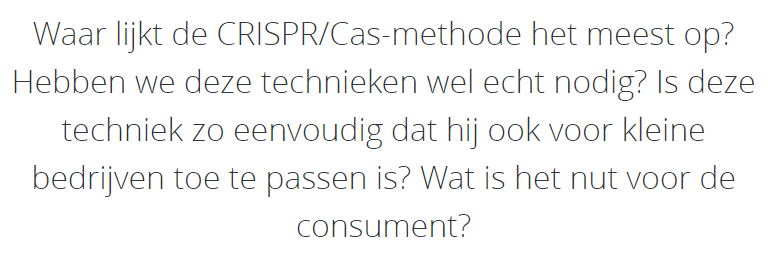 Waar lijkt de CRISPR/Cas-methode het meest op?
Hebben we deze technieken wel echt nodig? Is deze
techniek zo eenvoudig dat hij ook voor kleine
bedrijven toe te passen is? Wat is het nut voor de
consument?